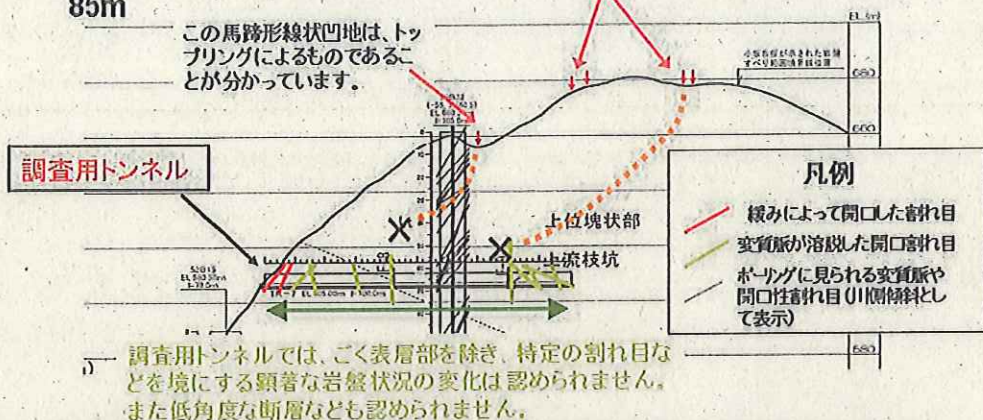 85m
この馬蹄形線状凹地は、トッ
プリングによるものであるこ
とが分かっています。
EL.(m)
680
660
調査用トンネル
凡例
緩みによって開口した割れ目
変質脈が溶脱した開口割れ目
ボーリングに見られる変質脈や
開口性割れ目(川側傾斜とし
て表示)
上位塊状部
上流枝坑
580
調査用トンネルでは、ごく表層部を除き、特定の割れ目な
どを境にする顕著な岩盤状況の変化は認められません。
また低角度な断層なども認められません。